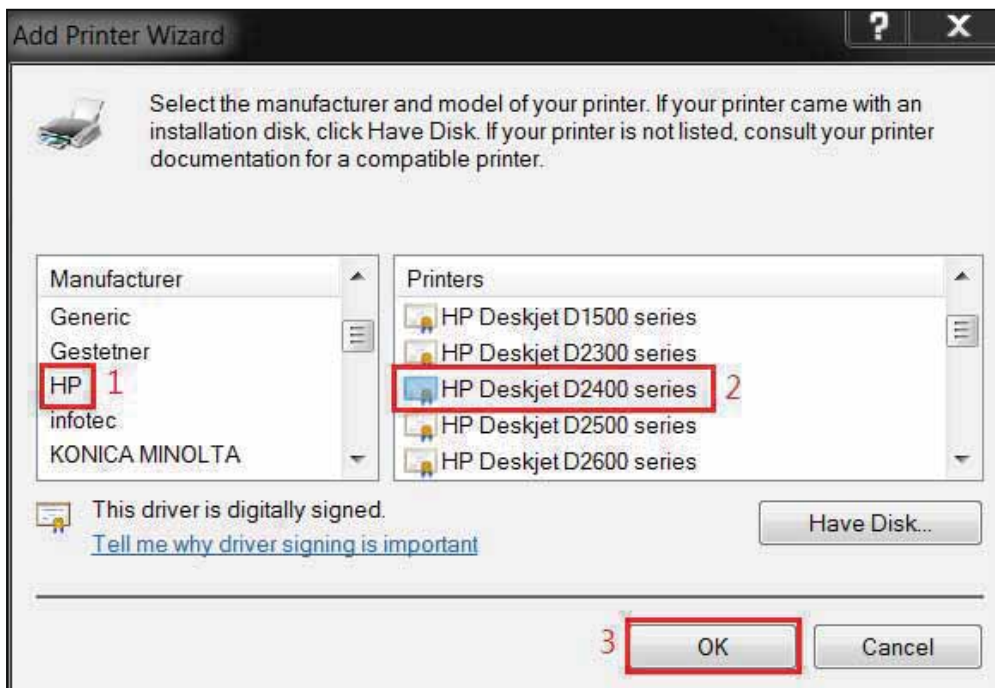 Add Printer Wizard
? X
Select the manufacturer and model of your printer. If your printer came with an
installation disk, click Have Disk. If your printer is not listed, consult your printer
documentation for a compatible printer.
Manufacturer
Generic
Gestetner
HP 1
infotec
KONICA MINOLTA
Printers
HP Deskjet D1500 series
HP Deskjet D2300 series
HP Deskjet D2400 series 2
HP Deskjet D2500 series
HP Deskjet D2600 series
This driver is digitally signed.
Tell me why driver signing is important
Have Disk...
3 OK
Cancel